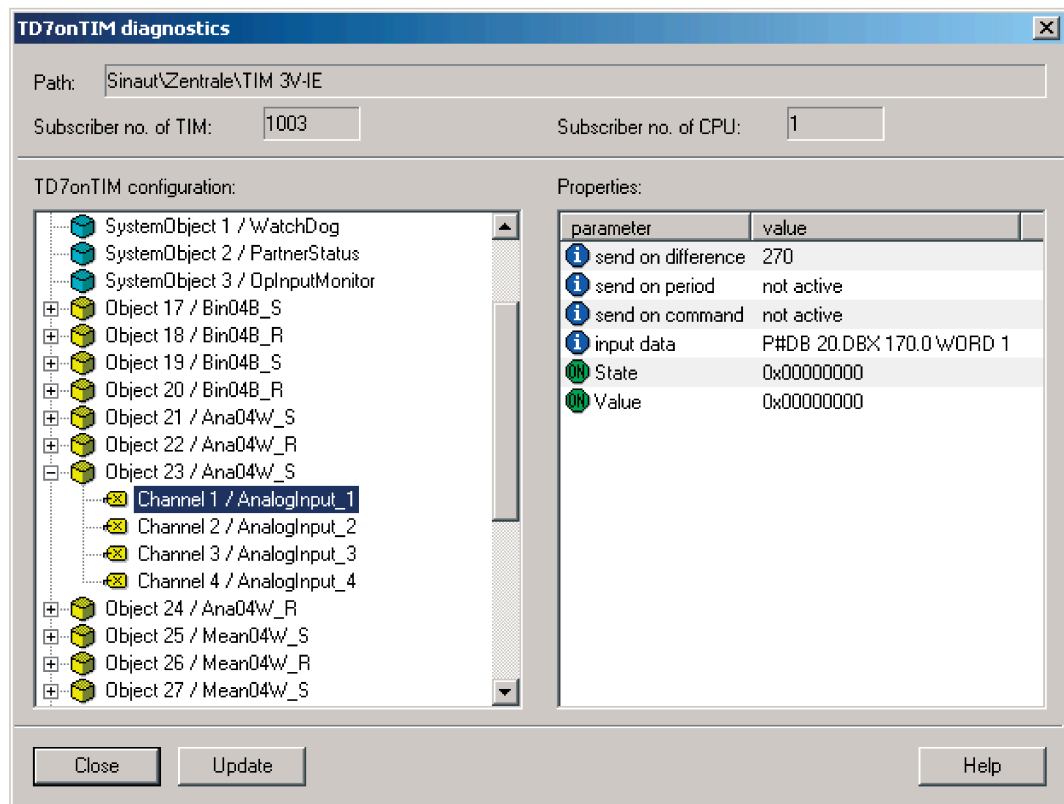 TD7onTIM diagnostics
Path: Sinaut\Zentrale\TIM 3V-IE
Subscriber no. of TIM: 1003 Subscriber no. of CPU: 1
TD7onTIM configuration:
SystemObject 1 / WatchDog
SystemObject 2 / PartnerStatus
SystemObject 3 / OpInputMonitor
Object 17 / Bin04B_S
Object 18 / Bin04B_R
Object 19 / Bin04B_S
Object 20 / Bin04B_R
Object 21 / Ana04W_S
Object 22 / Ana04W_R
Object 23 / Ana04W_S
Channel 1 / AnalogInput_1
Channel 2 / AnalogInput_2
Channel 3 / AnalogInput_3
Channel 4 / AnalogInput_4
Object 24 / Ana04W_R
Object 25 / Mean04W_S
Object 26 / Mean04W_R
Object 27 / Mean04W_S
Properties:
parameter value
send on difference 270
send on period not active
send on command not active
input data P#DB 20.DBX 170.0 WORD 1
ON State 0x00000000
ON Value 0x00000000
Close Update Help